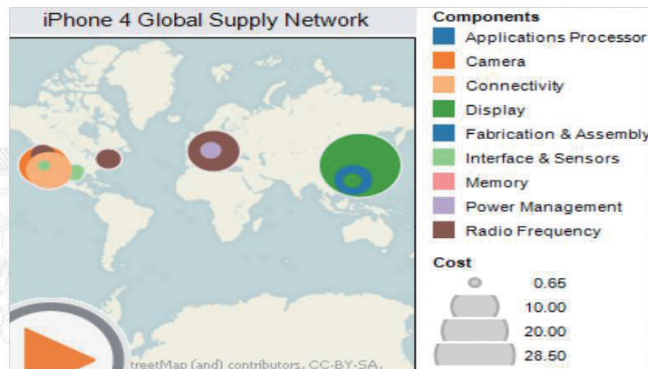 iPhone 4 Global Supply Network
Components
Applications Processor
Camera
Connectivity
Display
Fabrication & Assembly
Interface & Sensors
Memory
Power Management
Radio Frequency
Cost
0.65
10.00
20.00
28.50
treetMap (and) contributors, CC-BY-SA,